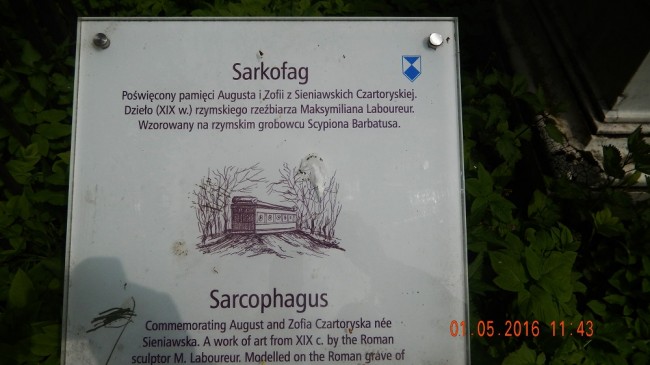 Sarkofag
Poświęcony pamięci Augusta i Zofii z Sieniawskich Czartoryskiej.
Dzieło (XIX w.) rzymskiego rzeźbiarza Maksymiliana Laboureur.
Wzorowany na rzymskim grobowcu Scypiona Barbatusa.
Sarcophagus
Commemorating August and Zofia Czartoryska née
Sieniawska. A work of art from XIX c. by the Roman
sculptor M. Laboureur. Modelled on the Roman grave of
01.05.2016 11:43